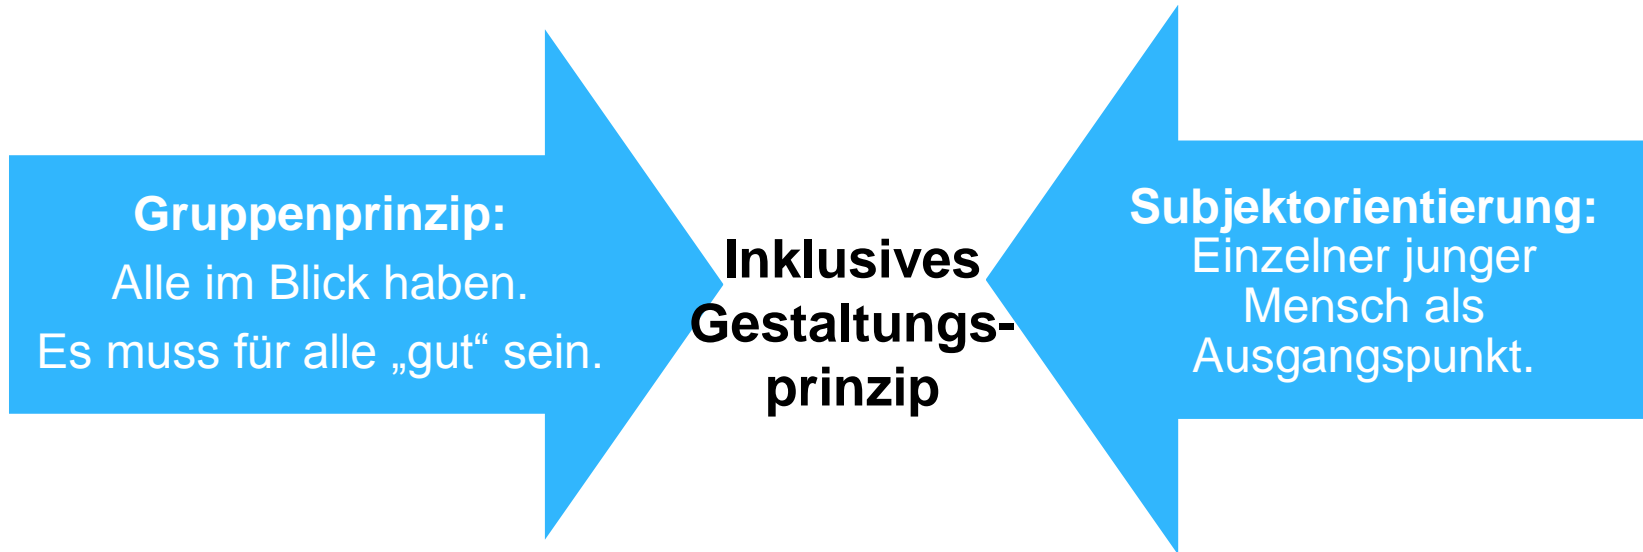 Gruppenprinzip:
Alle im Blick haben.
Es muss für alle „gut“ sein.
Inklusives
Gestaltungs-
prinzip
Subjektorientierung:
Einzelner junger
Mensch als
Ausgangspunkt.